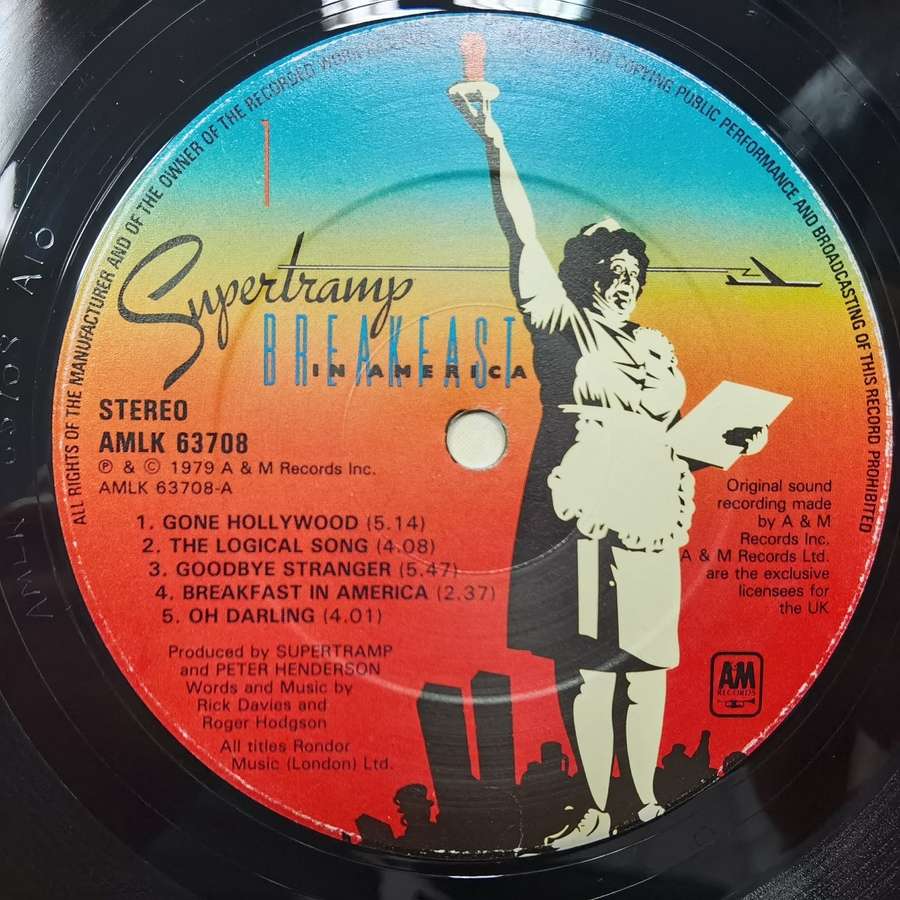 ALL RIGHTS OF THE MANUFACTURER AND OF THE OWNER OF THE RECORDED WORK
COPYING PUBLIC PERFORMANCE AND BROADCASTING OF THIS RECORD PROHIBITED
1
Supertramp
BREAKFAST
IN AMERICA
STEREO
AMLK 63708
℗ & © 1979 A & M Records Inc.
AMLK 63708-A
1. GONE HOLLYWOOD (5.14)
2. THE LOGICAL SONG (4.08)
3. GOODBYE STRANGER (5.47)
4. BREAKFAST IN AMERICA (2.37)
5. OH DARLING (4.01)
Produced by SUPERTRAMP
and PETER HENDERSON
Words and Music by
Rick Davies and
Roger Hodgson
All titles Rondor
Music (London) Ltd.
Original sound
recording made
by A & M
Records Inc.
A & M Records Ltd.
are the exclusive
licensees for
the UK
AM
RECORDS